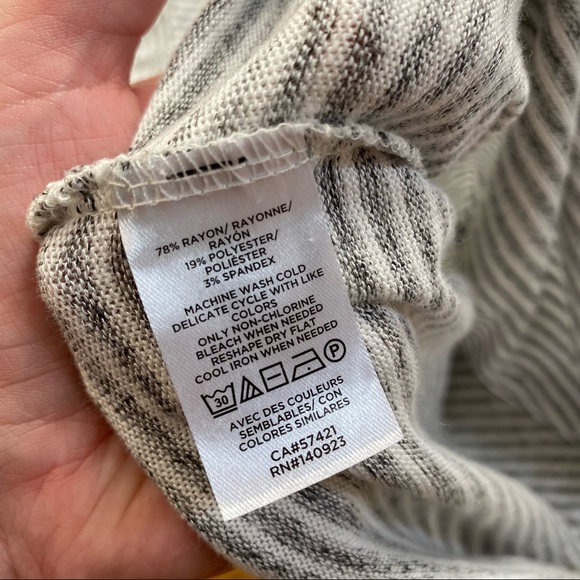 78% RAYON/ RAYONNE/
RAYON
19% POLYESTER/
POLIÉSTER
3% SPANDEX
MACHINE WASH COLD
DELICATE CYCLE WITH LIKE
COLORS
ONLY NON-CHLORINE
BLEACH WHEN NEEDED
RESHAPE DRY FLAT
COOL IRON WHEN NEEDED
30 P
AVEC DES COULEURS
SEMBLABLES/ CON
COLORES SIMILARES
CA#57421
RN#140923